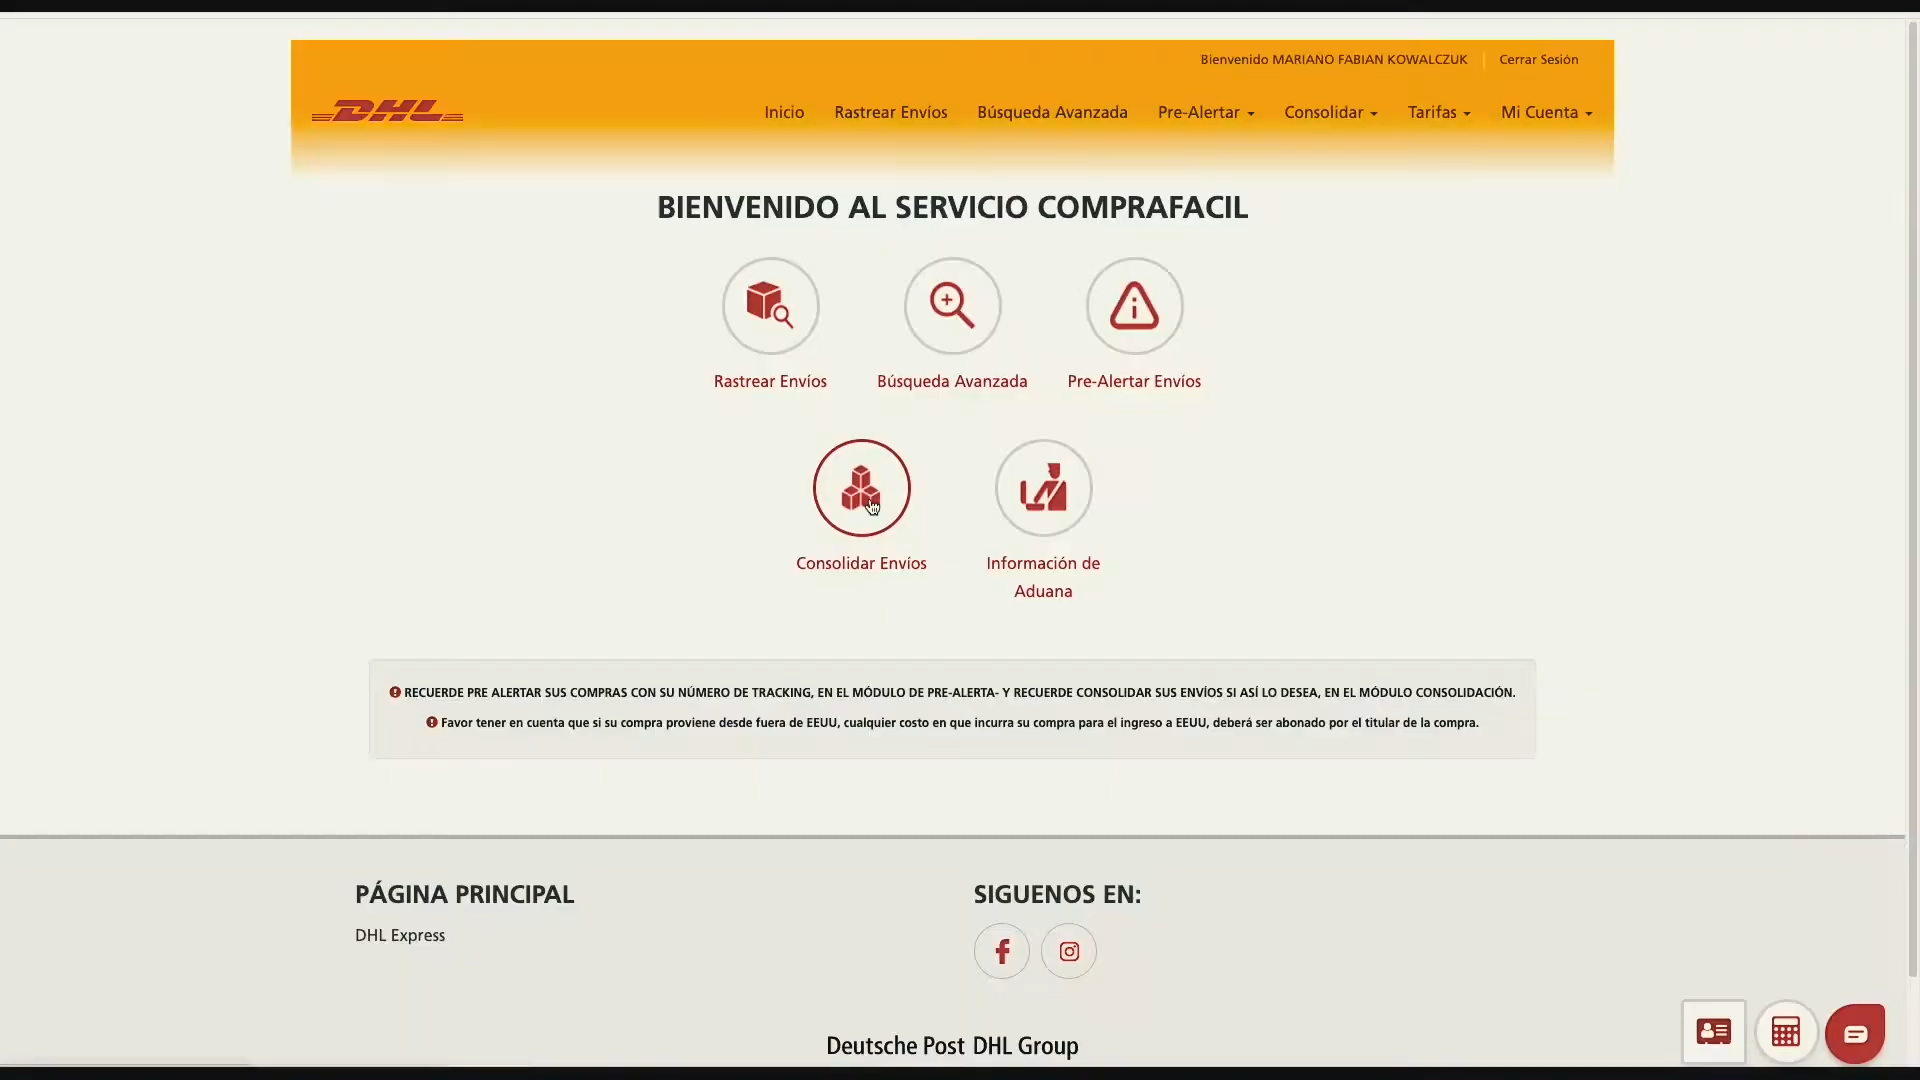 Bienvenido MARIANO FABIAN KOWALCZUK
Cerrar Sesión
DHL
Inicio
Rastrear Envíos
Búsqueda Avanzada
Pre-Alertar
Consolidar
Tarifas
Mi Cuenta
BIENVENIDO AL SERVICIO COMPRAFACIL
Rastrear Envíos
Búsqueda Avanzada
Pre-Alertar Envíos
Consolidar Envíos
Información de
Aduana
RECUERDE PRE ALERTAR SUS COMPRAS CON SU NÚMERO DE TRACKING, EN EL MÓDULO DE PRE-ALERTA- Y RECUERDE CONSOLIDAR SUS ENVÍOS SI ASÍ LO DESEA, EN EL MÓDULO CONSOLIDACIÓN.
Favor tener en cuenta que si su compra proviene desde fuera de EEUU, cualquier costo en que incurra su compra para el ingreso a EEUU, deberá ser abonado por el titular de la compra.
PÁGINA PRINCIPAL
DHL Express
SIGUENOS EN:
Deutsche Post DHL Group